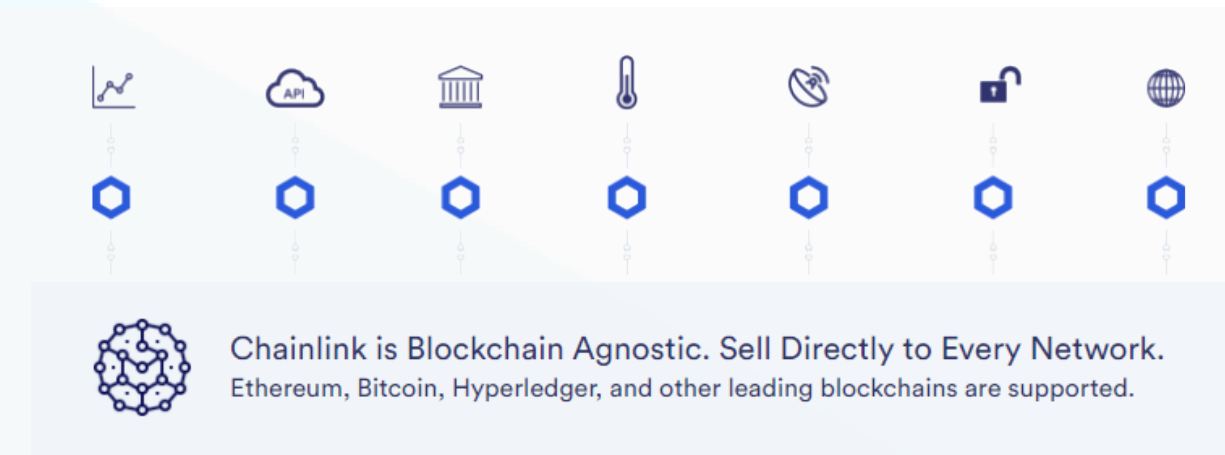 API
Chainlink is Blockchain Agnostic. Sell Directly to Every Network.
Ethereum, Bitcoin, Hyperledger, and other leading blockchains are supported.